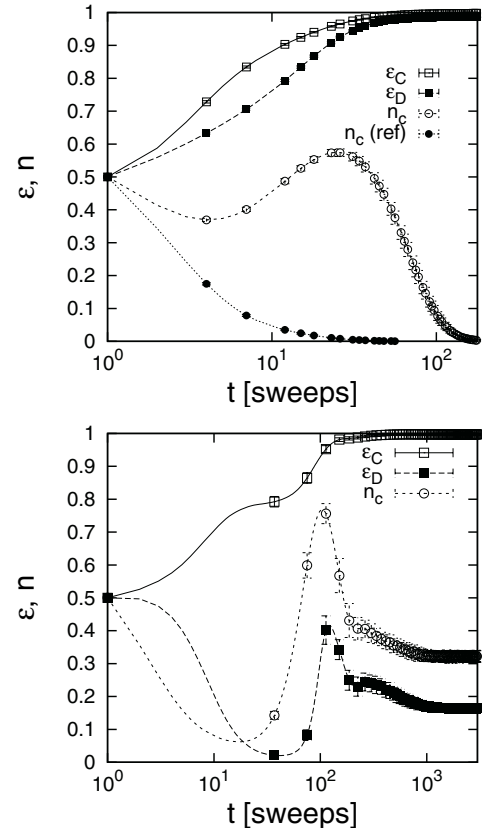 1
0.9
0.8
0.7
0.6
0.5
0.4
0.3
0.2
0.1
0
ε, n
ε_C
ε_D
n_c
n_c (ref)
10^0 10^1 10^2
t [sweeps]
1
0.9
0.8
0.7
0.6
0.5
0.4
0.3
0.2
0.1
0
ε, n
ε_C
ε_D
n_c
10^0 10^1 10^2 10^3
t [sweeps]